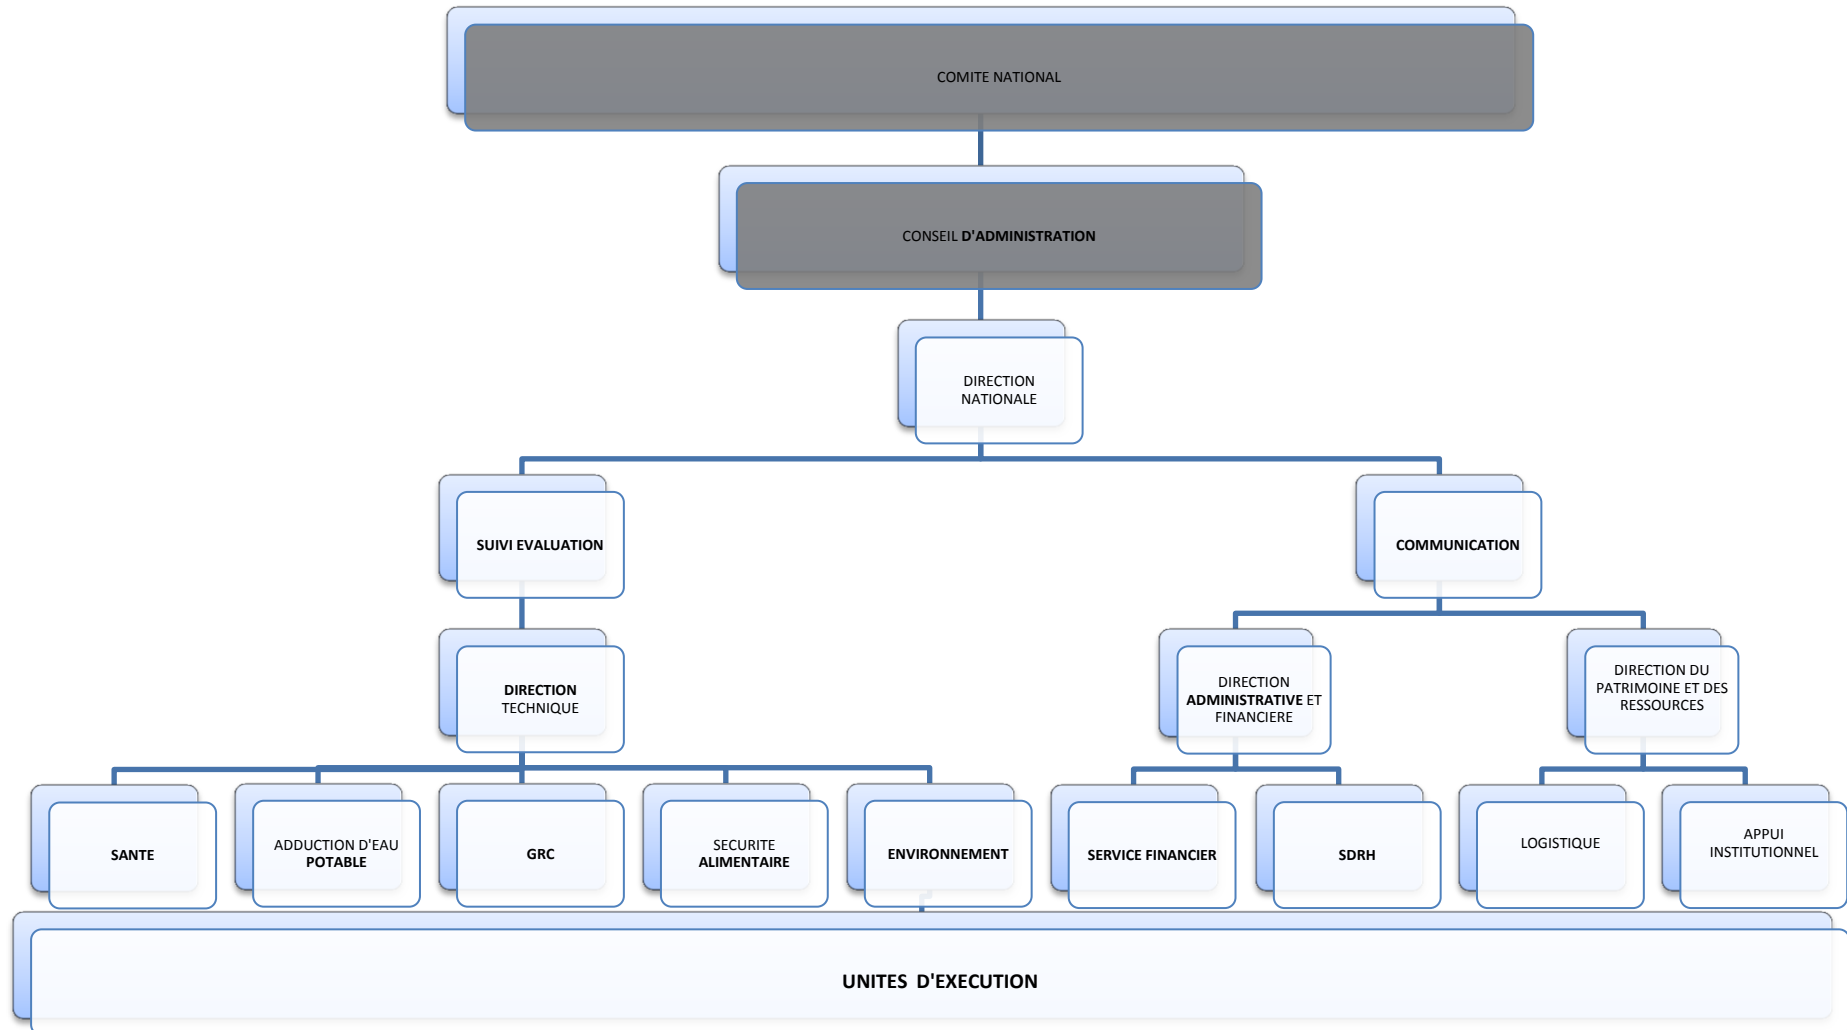 COMITE NATIONAL
CONSEIL D'ADMINISTRATION
DIRECTION
NATIONALE
SUIVI EVALUATION
COMMUNICATION
DIRECTION
TECHNIQUE
DIRECTION
ADMINISTRATIVE ET
FINANCIERE
DIRECTION DU
PATRIMOINE ET DES
RESSOURCES
SANTE
ADDUCTION D'EAU
POTABLE
GRC
SECURITE
ALIMENTAIRE
ENVIRONNEMENT
SERVICE FINANCIER
SDRH
LOGISTIQUE
APPUI
INSTITUTIONNEL
UNITES D'EXECUTION